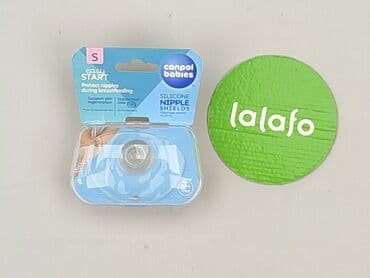 S
EASY
START
Protect nipples
during breastfeeding
canpol
babies
SILICONE
NIPPLE
SHIELDS
lalafo